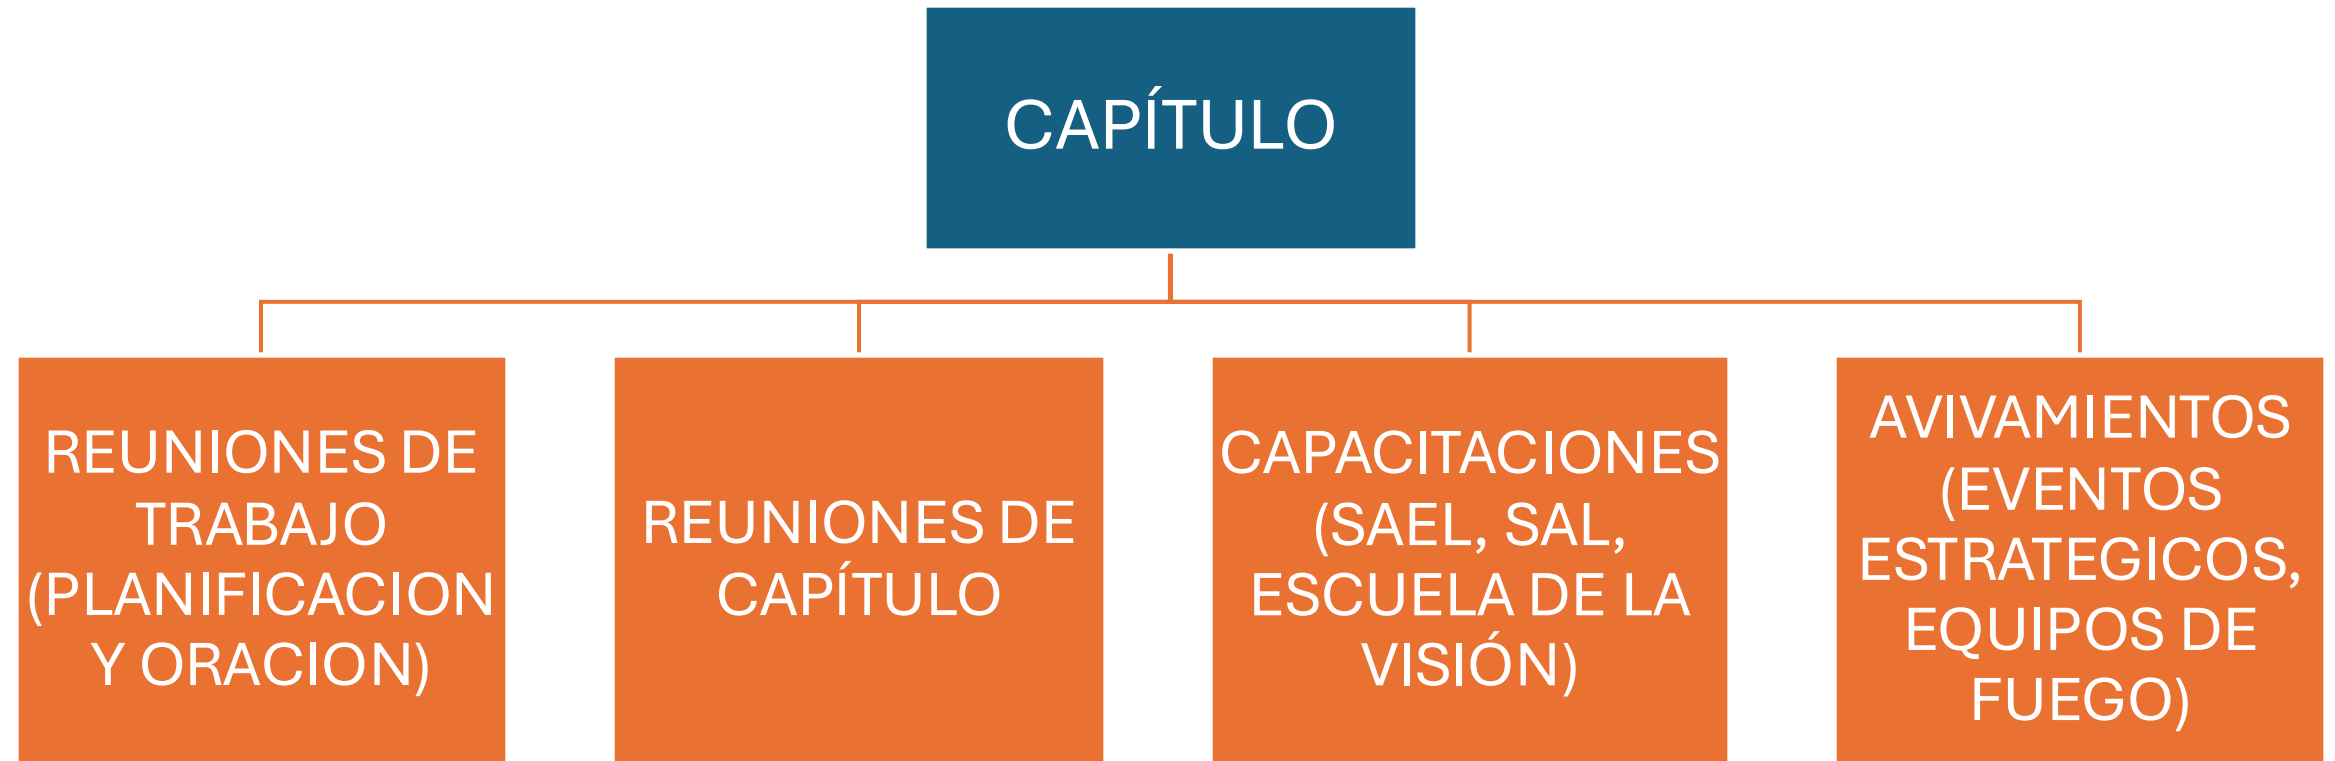 CAPÍTULO
REUNIONES DE
TRABAJO
(PLANIFICACION
Y ORACION)
REUNIONES DE
CAPÍTULO
CAPACITACIONES
(SAEL, SAL,
ESCUELA DE LA
VISIÓN)
AVIVAMIENTOS
(EVENTOS
ESTRATEGICOS,
EQUIPOS DE
FUEGO)